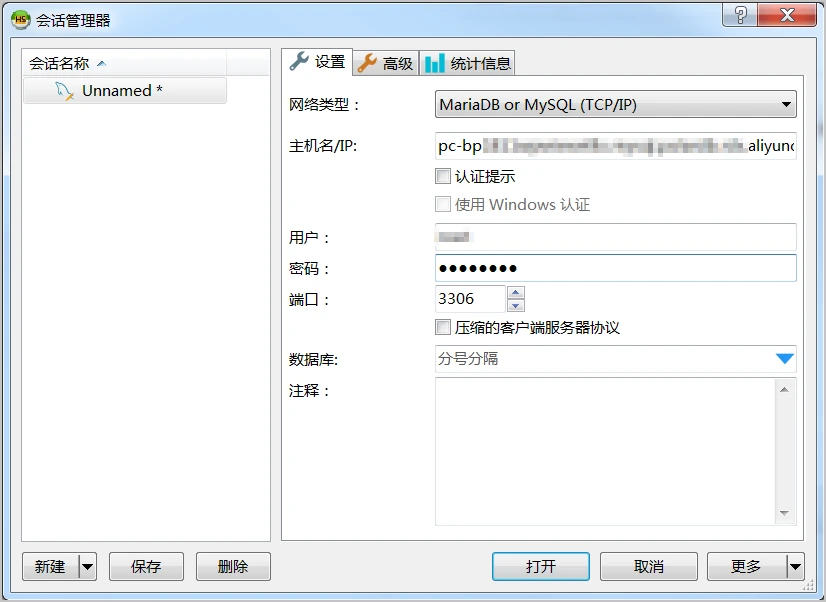 会话管理器
会话名称
Unnamed *
设置
高级
统计信息
网络类型：
MariaDB or MySQL (TCP/IP)
主机名/IP:
pc-bp
.aliyunc
认证提示
使用 Windows 认证
用户：
密码：
●●●●●●●●
端口：
3306
压缩的客户端服务器协议
数据库:
分号分隔
注释：
新建
保存
删除
打开
取消
更多